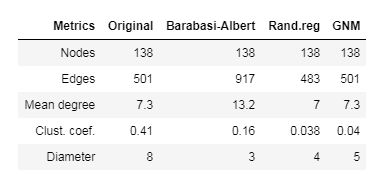 Metrics Original Barabasi-Albert Rand.reg GNM
Nodes 138 138 138 138
Edges 501 917 483 501
Mean degree 7.3 13.2 7 7.3
Clust. coef. 0.41 0.16 0.038 0.04
Diameter 8 3 4 5